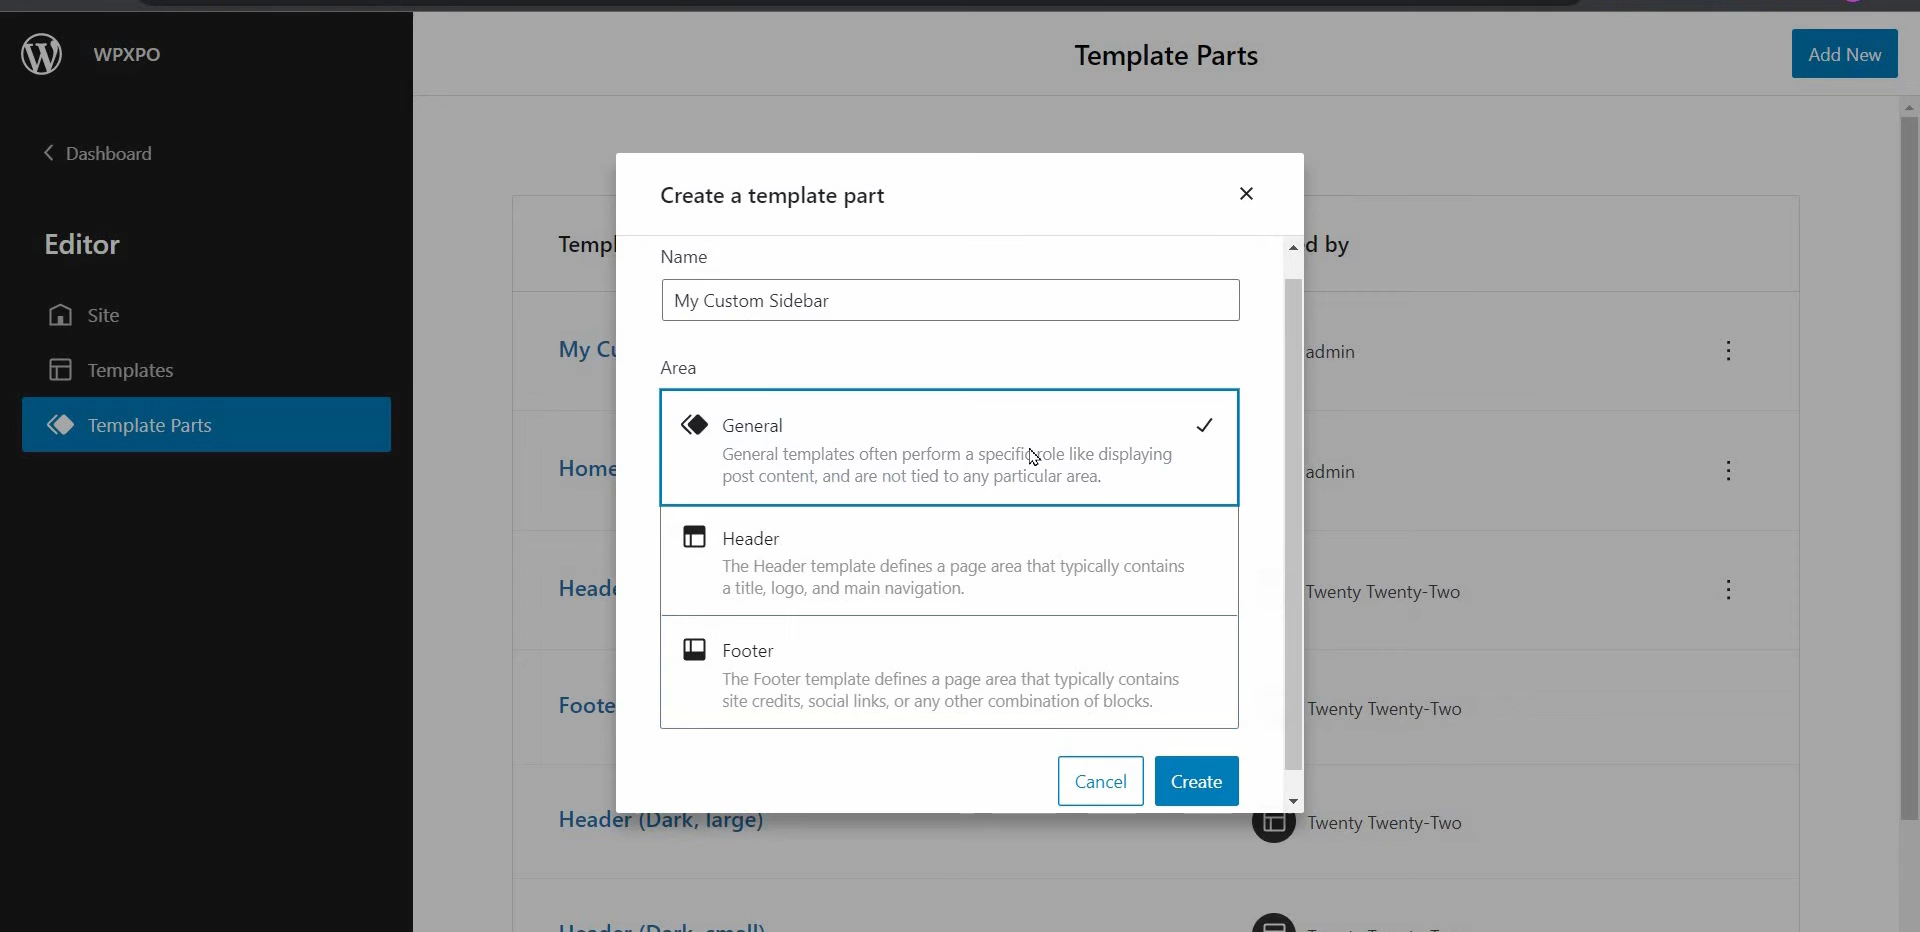 WPXPO
Template Parts
Add New
Dashboard
Editor
Site
Templates
Template Parts
Create a template part
Name
My Custom Sidebar
Area
General
General templates often perform a specific role like displaying
post content, and are not tied to any particular area.
Header
The Header template defines a page area that typically contains
a title, logo, and main navigation.
Footer
The Footer template defines a page area that typically contains
site credits, social links, or any other combination of blocks.
Cancel
Create
Templ
d by
My Cu
admin
Home
admin
Heade
Twenty Twenty-Two
Foote
Twenty Twenty-Two
Header (Dark, large)
Twenty Twenty-Two
Header (Dark, small)